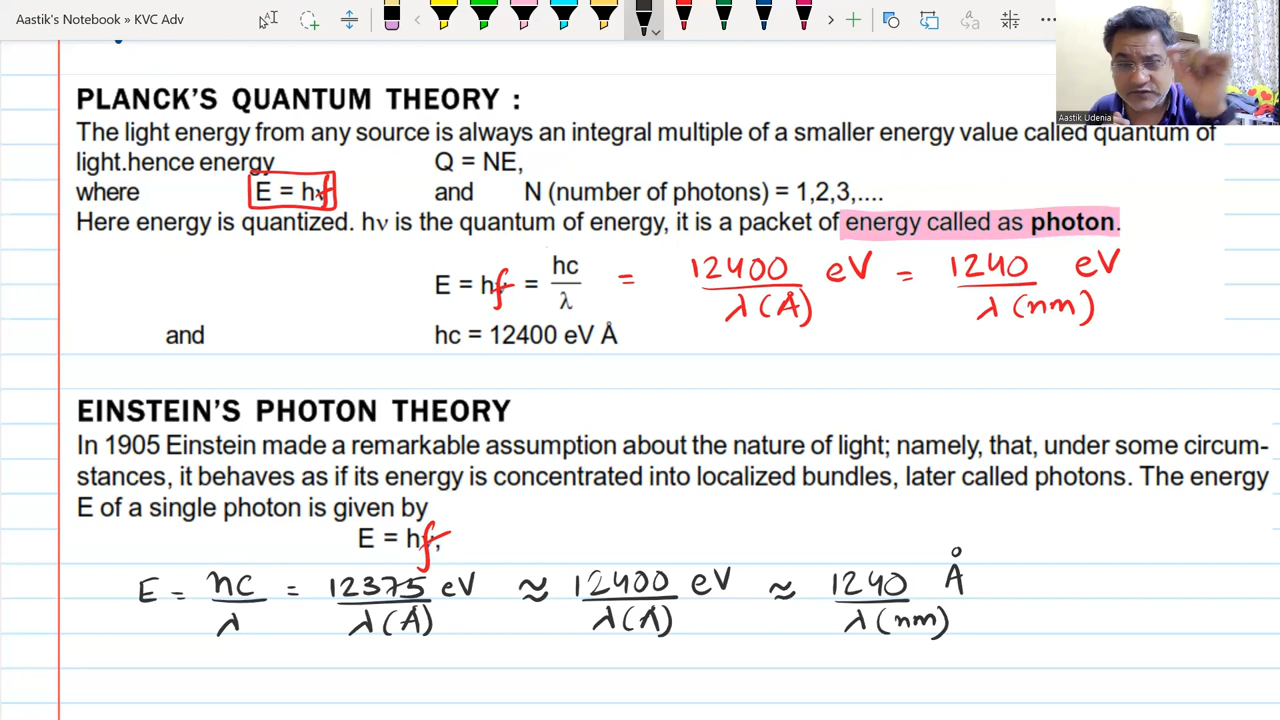 Aastik's Notebook » KVC Adv
Aastik Udenia
PLANCK'S QUANTUM THEORY :
The light energy from any source is always an integral multiple of a smaller energy value called quantum of
light.hence energy Q = NE,
where E = hf and N (number of photons) = 1,2,3,....
Here energy is quantized. hν is the quantum of energy, it is a packet of energy called as photon.
E = hf = hc/λ = 12400/λ(Å) eV = 1240/λ(nm) eV
and hc = 12400 eV Å
EINSTEIN'S PHOTON THEORY
In 1905 Einstein made a remarkable assumption about the nature of light; namely, that, under some circum-
stances, it behaves as if its energy is concentrated into localized bundles, later called photons. The energy
E of a single photon is given by
E = hf,
E = hc/λ = 12375/λ(Å) eV ≈ 12400/λ(Å) eV ≈ 1240/λ(nm) Å